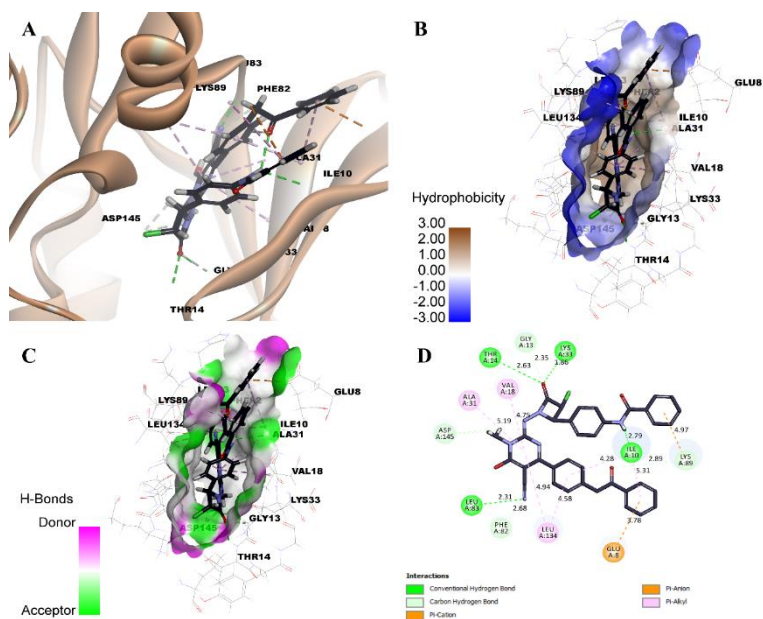 A
J83
LYS89
PHE82
LA31
ILE10
ASP145
THR14
B
GLU8
LYS89
LEU134
ILE10
ALA31
VAL18
LYS33
GLY13
ASP145
THR14
Hydrophobicity
3.00
2.00
1.00
0.00
-1.00
-2.00
-3.00
C
GLU8
LYS89
LEU134
ILE10
ALA31
VAL18
LYS33
GLY13
ASP145
THR14
H-Bonds
Donor
Acceptor
D
GLY
A:13
THR
A:14
LYS
A:33
2.63
2.35
1.86
VAL
A:18
ALA
A:31
5.19
4.75
4.97
ASP
A:145
2.79
ILE
A:10
2.89
LYS
A:89
4.28
5.31
LEU
A:83
2.31
2.68
4.94
4.58
PHE
A:82
LEU
A:134
3.78
GLU
A:8
Interactions
Conventional Hydrogen Bond
Carbon Hydrogen Bond
Pi-Cation
Pi-Anion
Pi-Alkyl